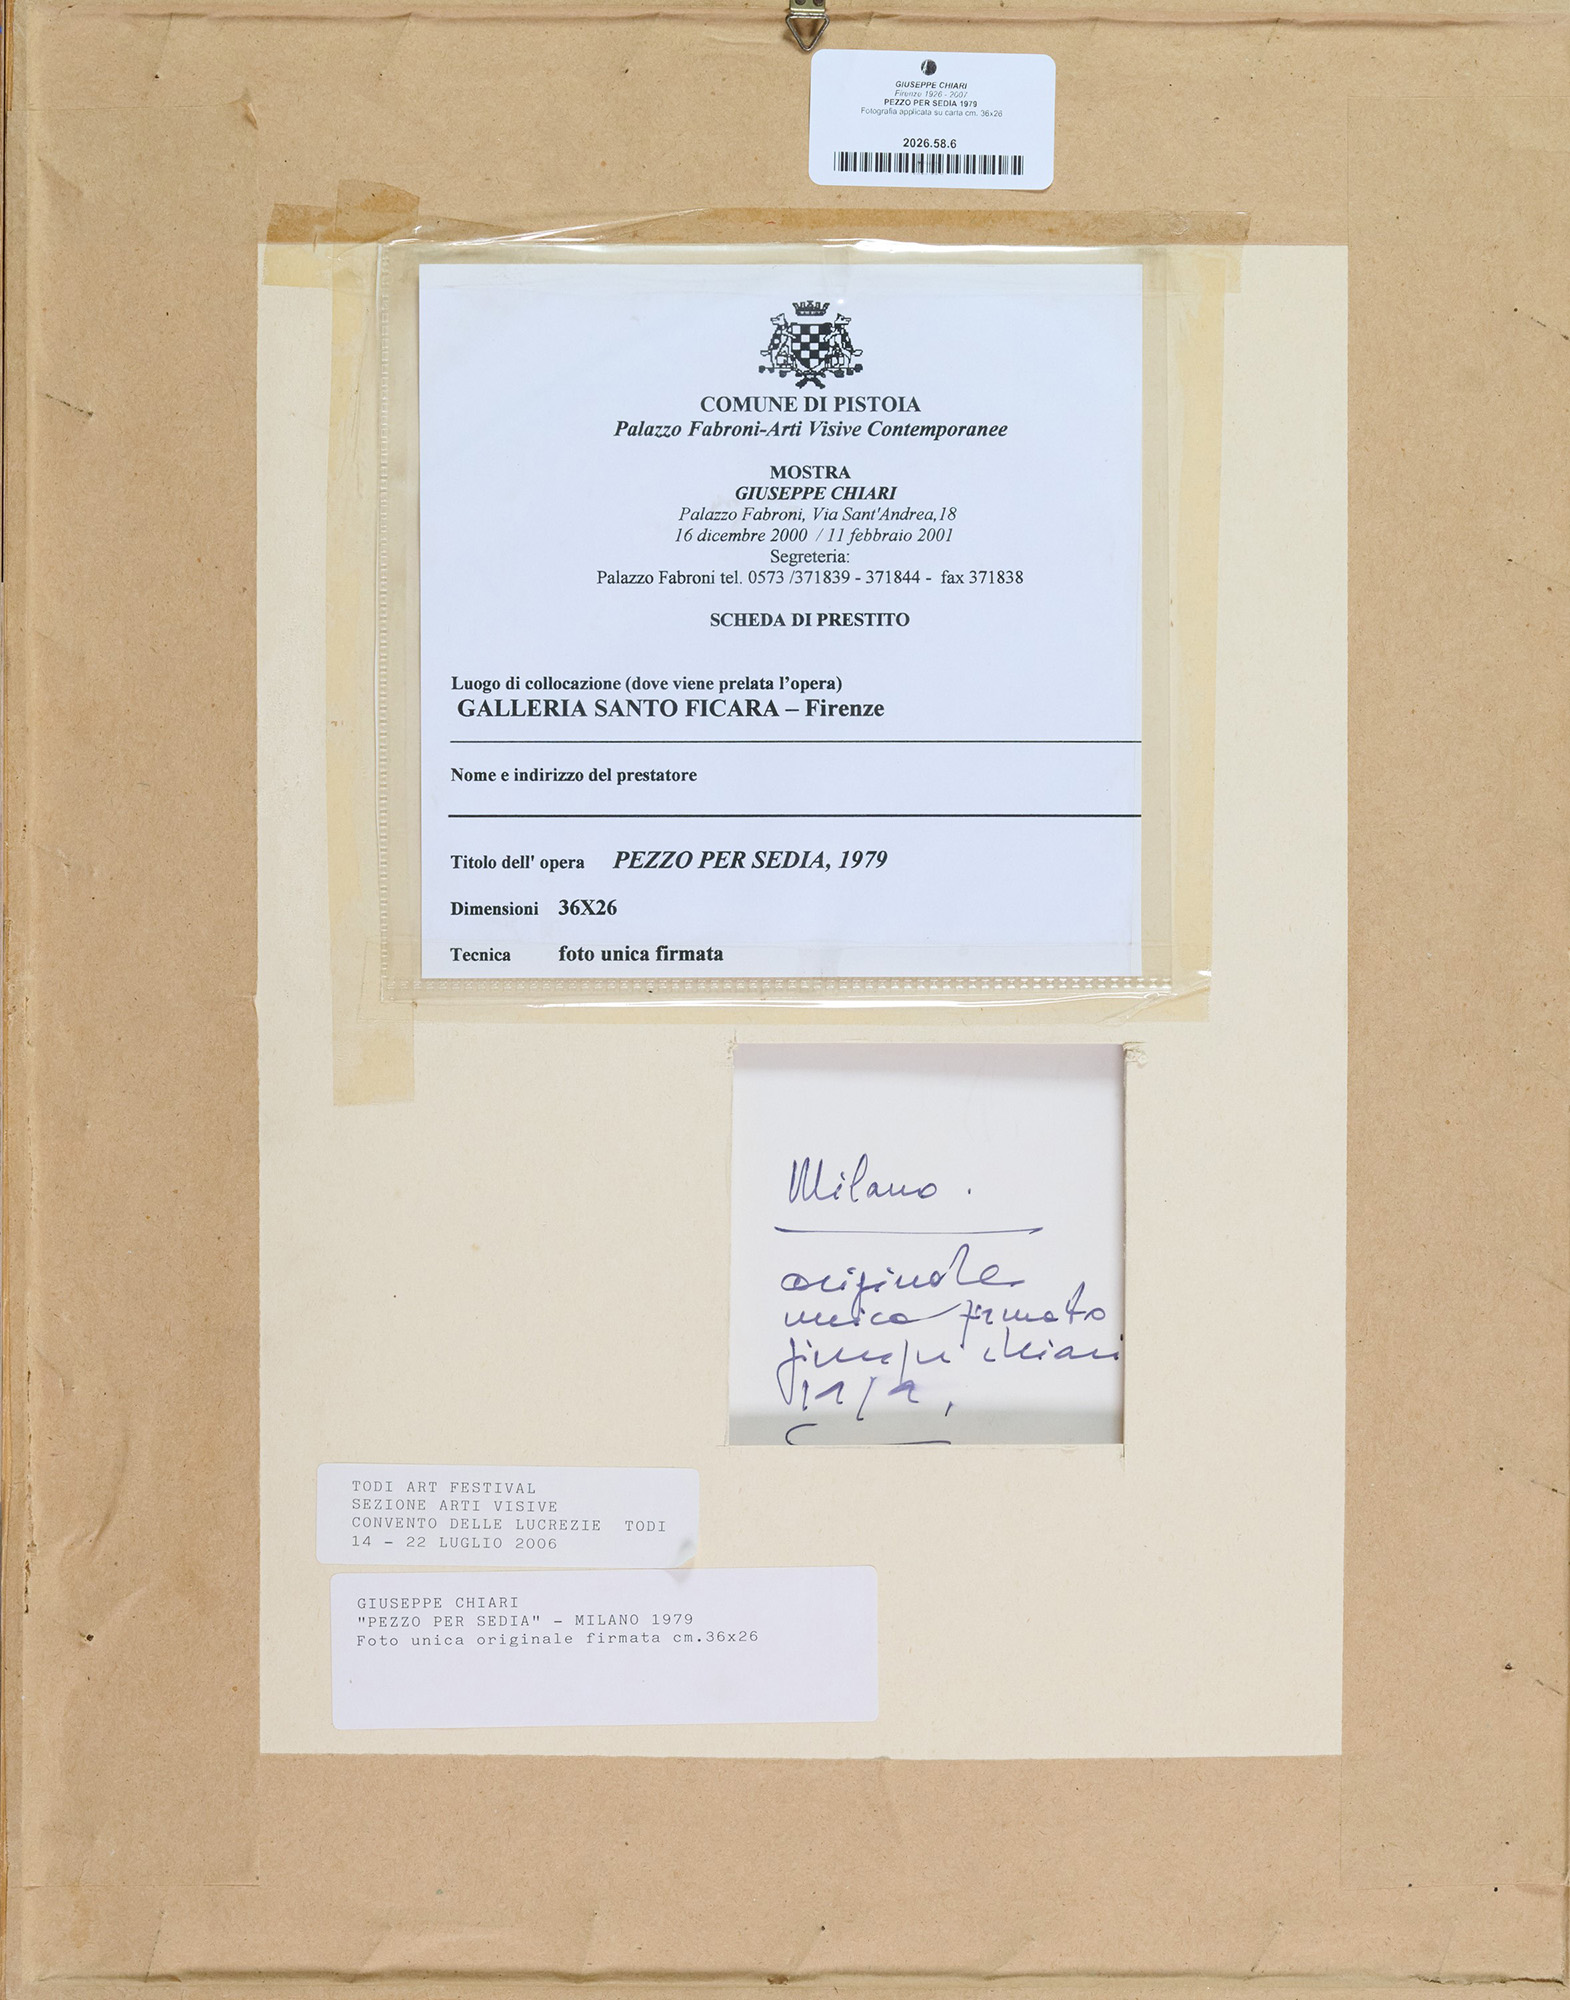 GIUSEPPE CHIARI
Firenze 1926 - 2007
PEZZO PER SEDIA 1979
Fotografia applicata su carta cm. 36x26
2026.58.6
COMUNE DI PISTOIA
Palazzo Fabroni-Arti Visive Contemporanee
MOSTRA
GIUSEPPE CHIARI
Palazzo Fabroni, Via Sant'Andrea,18
16 dicembre 2000 / 11 febbraio 2001
Segreteria:
Palazzo Fabroni tel. 0573 /371839 - 371844 - fax 371838
SCHEDA DI PRESTITO
Luogo di collocazione (dove viene prelata l'opera)
GALLERIA SANTO FICARA – Firenze
Nome e indirizzo del prestatore
Titolo dell' opera PEZZO PER SEDIA, 1979
Dimensioni 36X26
Tecnica foto unica firmata
Milano.
originale
unica firmata
giuseppe chiari
TODI ART FESTIVAL
SEZIONE ARTI VISIVE
CONVENTO DELLE LUCREZIE TODI
14 - 22 LUGLIO 2006
GIUSEPPE CHIARI
"PEZZO PER SEDIA" - MILANO 1979
Foto unica originale firmata cm.36x26